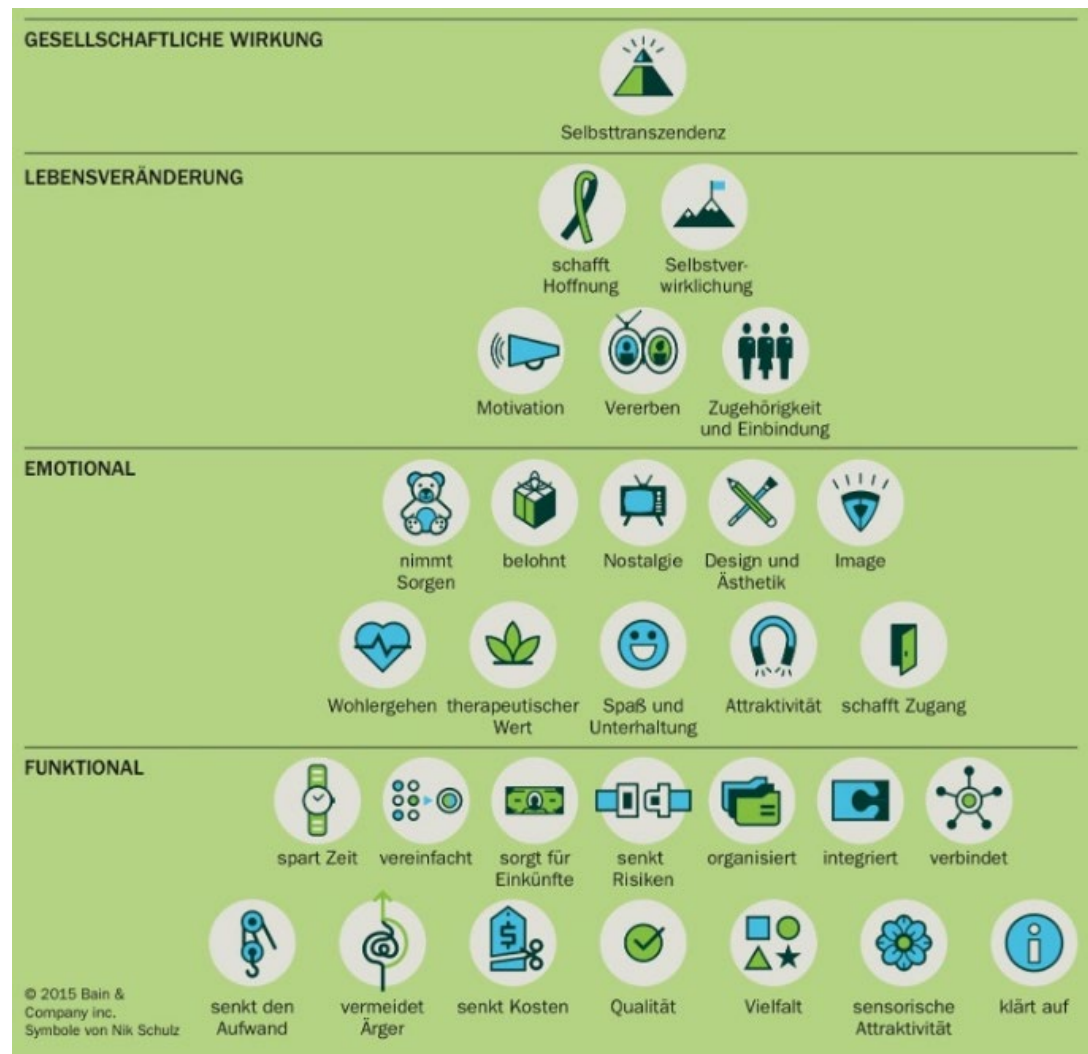 GESELLSCHAFTLICHE WIRKUNG
Selbsttranszendenz
LEBENSVERÄNDERUNG
schafft
Hoffnung
Selbstver-
wirklichung
Motivation
Vererben
Zugehörigkeit
und Einbindung
EMOTIONAL
nimmt
Sorgen
belohnt
Nostalgie
Design und
Ästhetik
Image
Wohlergehen
therapeutischer
Wert
Spaß und
Unterhaltung
Attraktivität
schafft Zugang
FUNKTIONAL
spart Zeit
vereinfacht
sorgt für
Einkünfte
senkt
Risiken
organisiert
integriert
verbindet
$
i
senkt den
Aufwand
vermeidet
Ärger
senkt Kosten
Qualität
Vielfalt
sensorische
Attraktivität
klärt auf
© 2015 Bain &
Company inc.
Symbole von Nik Schulz